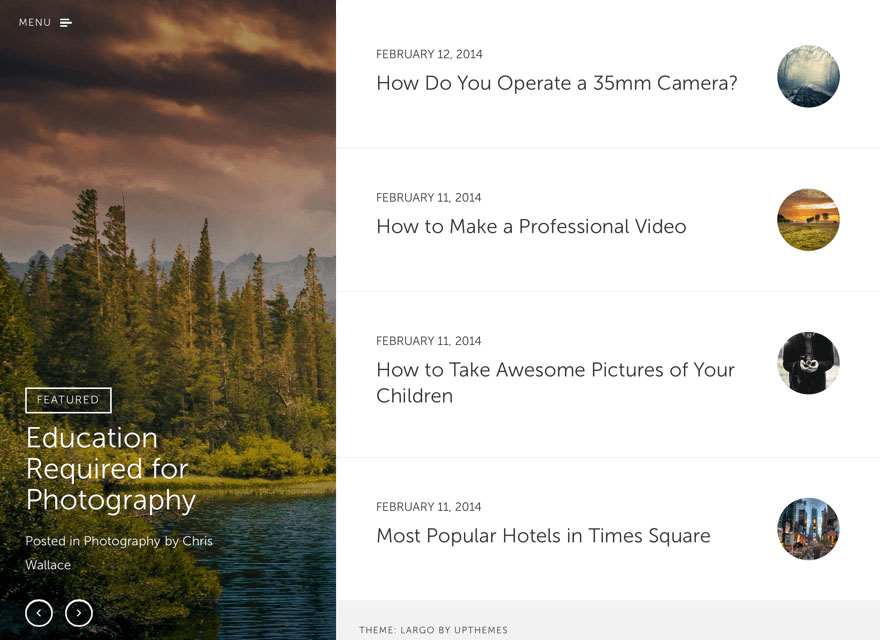 MENU
FEATURED
Education
Required for
Photography
Posted in Photography by Chris
Wallace
FEBRUARY 12, 2014
How Do You Operate a 35mm Camera?
FEBRUARY 11, 2014
How to Make a Professional Video
FEBRUARY 11, 2014
How to Take Awesome Pictures of Your
Children
FEBRUARY 11, 2014
Most Popular Hotels in Times Square
THEME: LARGO BY UPTHEMES